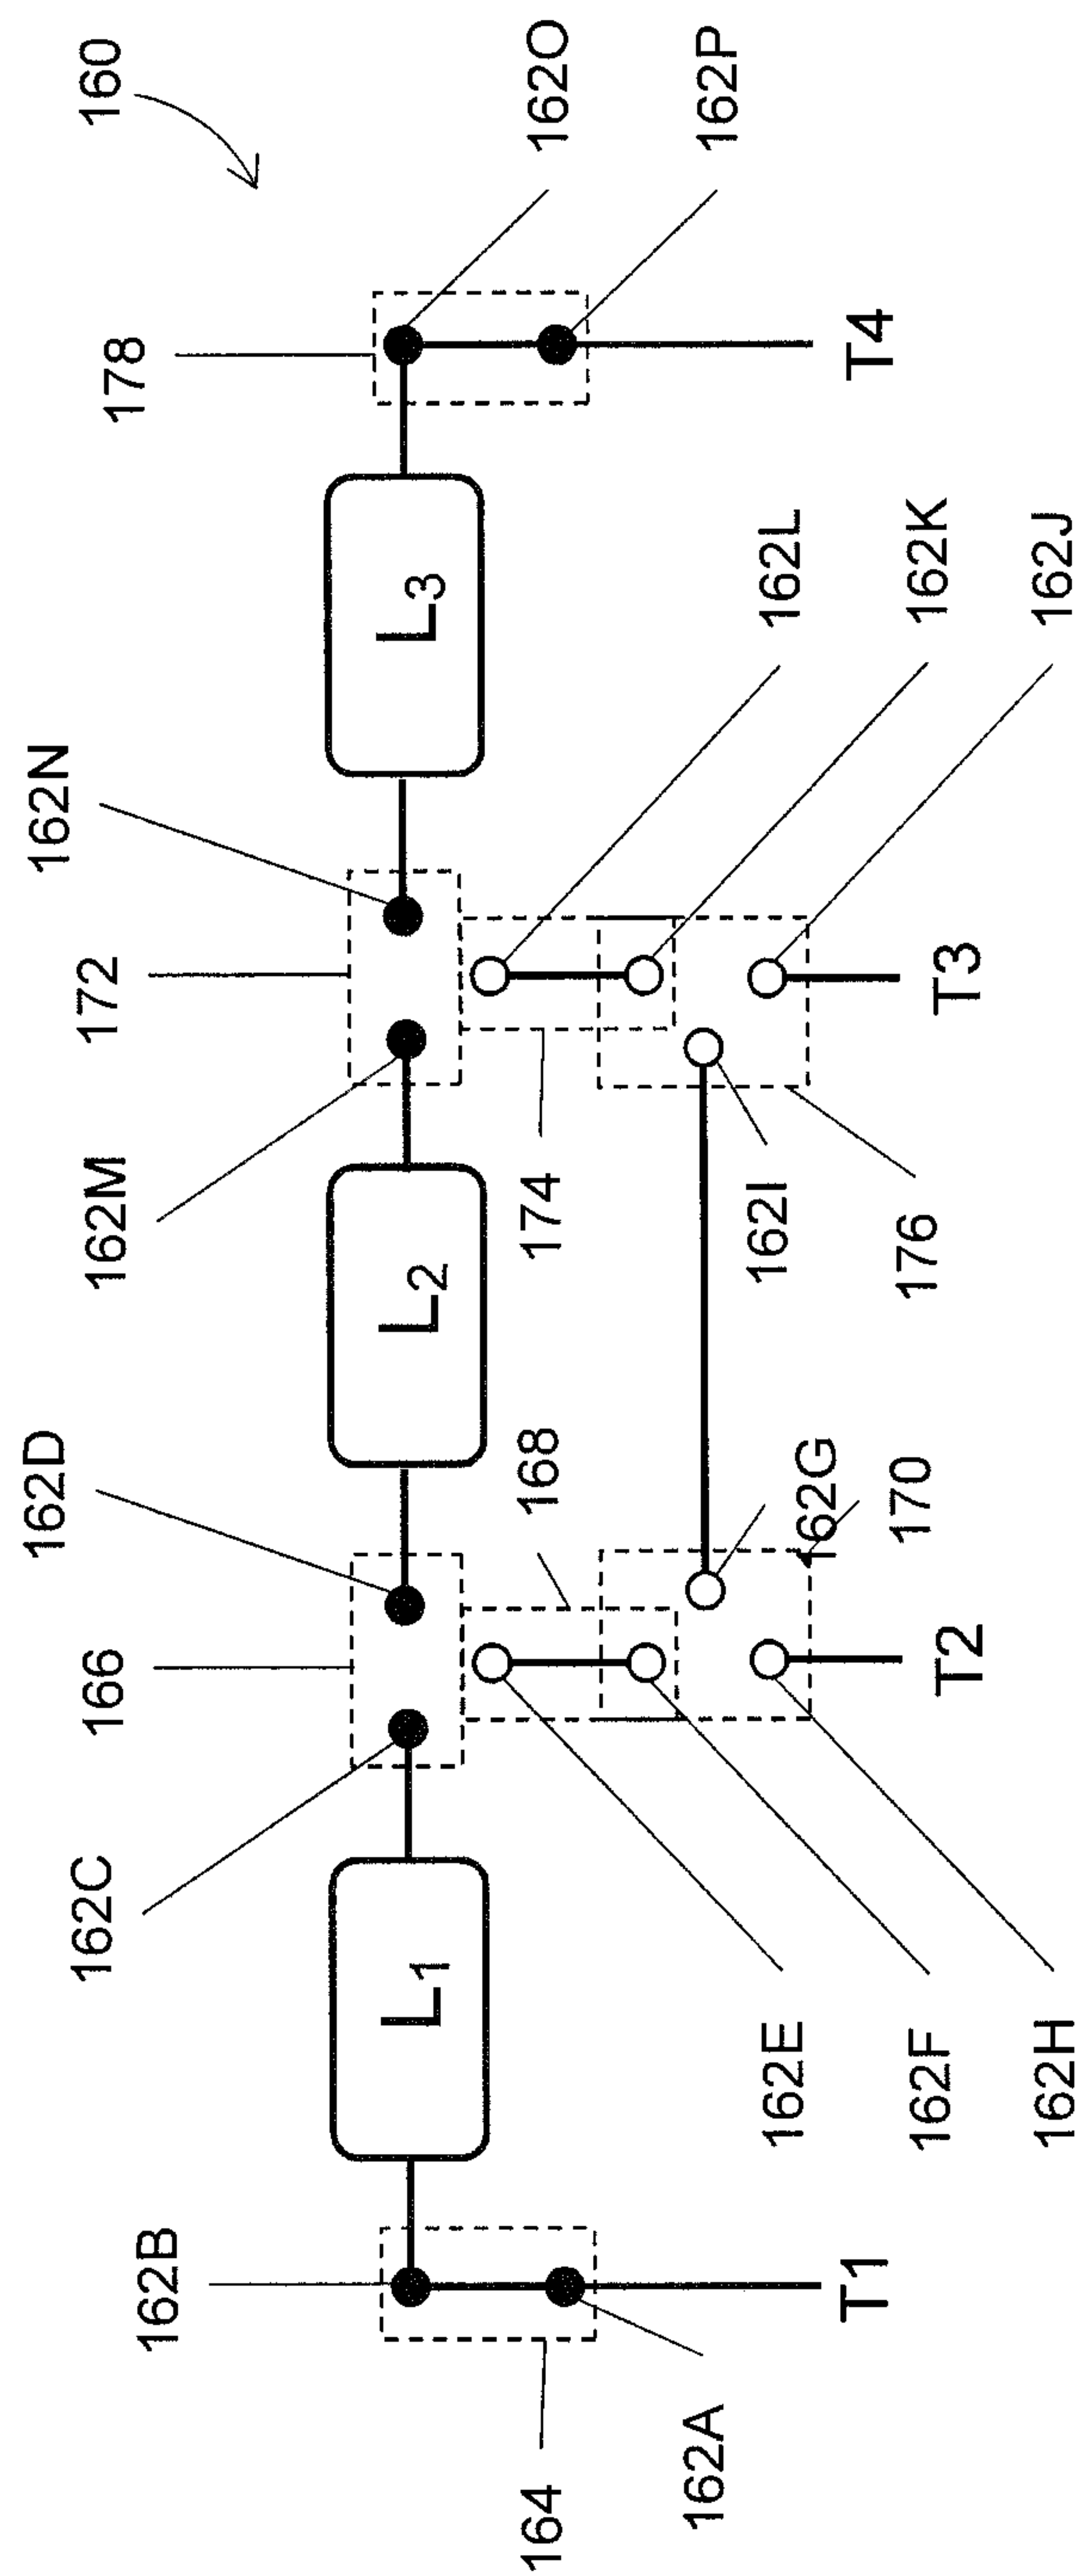 160
162N
162D
162M
172
178
162C
166
162B
162O
162P
L₁
L₂
L₃
164
168
174
162A
162E
162G
162I
162L
162F
170
176
162K
162H
162J
T1
T2
T3
T4